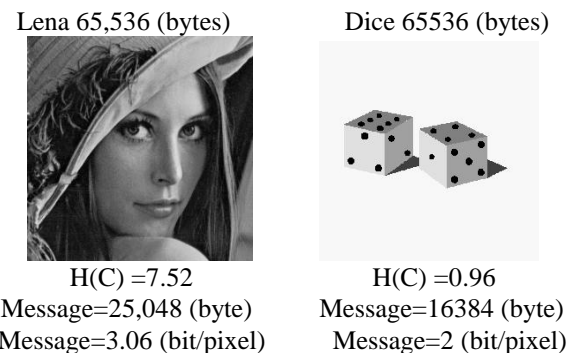 Lena 65,536 (bytes)
Dice 65536 (bytes)
H(C) =7.52
H(C) =0.96
Message=25,048 (byte)
Message=16384 (byte)
Message=3.06 (bit/pixel)
Message=2 (bit/pixel)